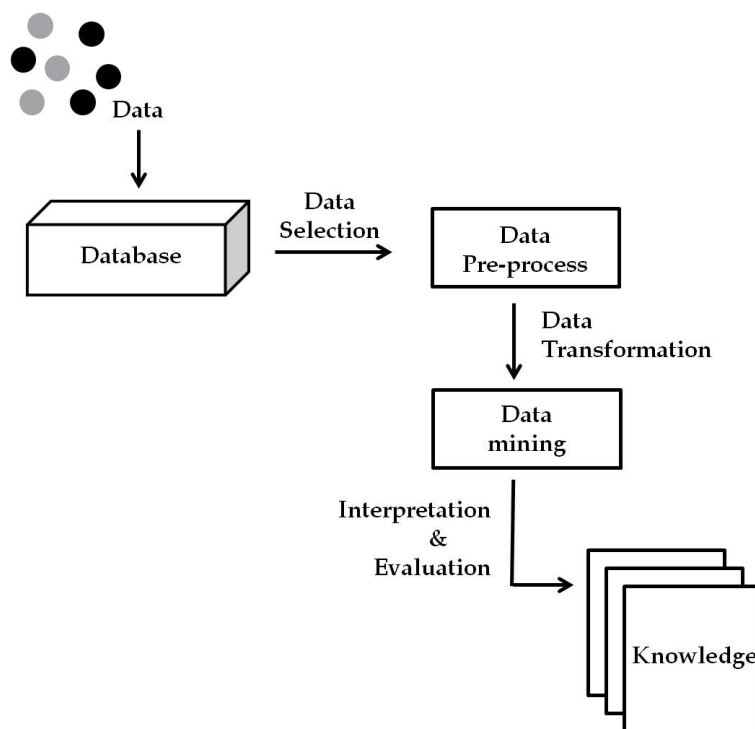 Data
Database
Data
Selection
Data
Pre-process
Data
Transformation
Data
mining
Interpretation
&
Evaluation
Knowledge